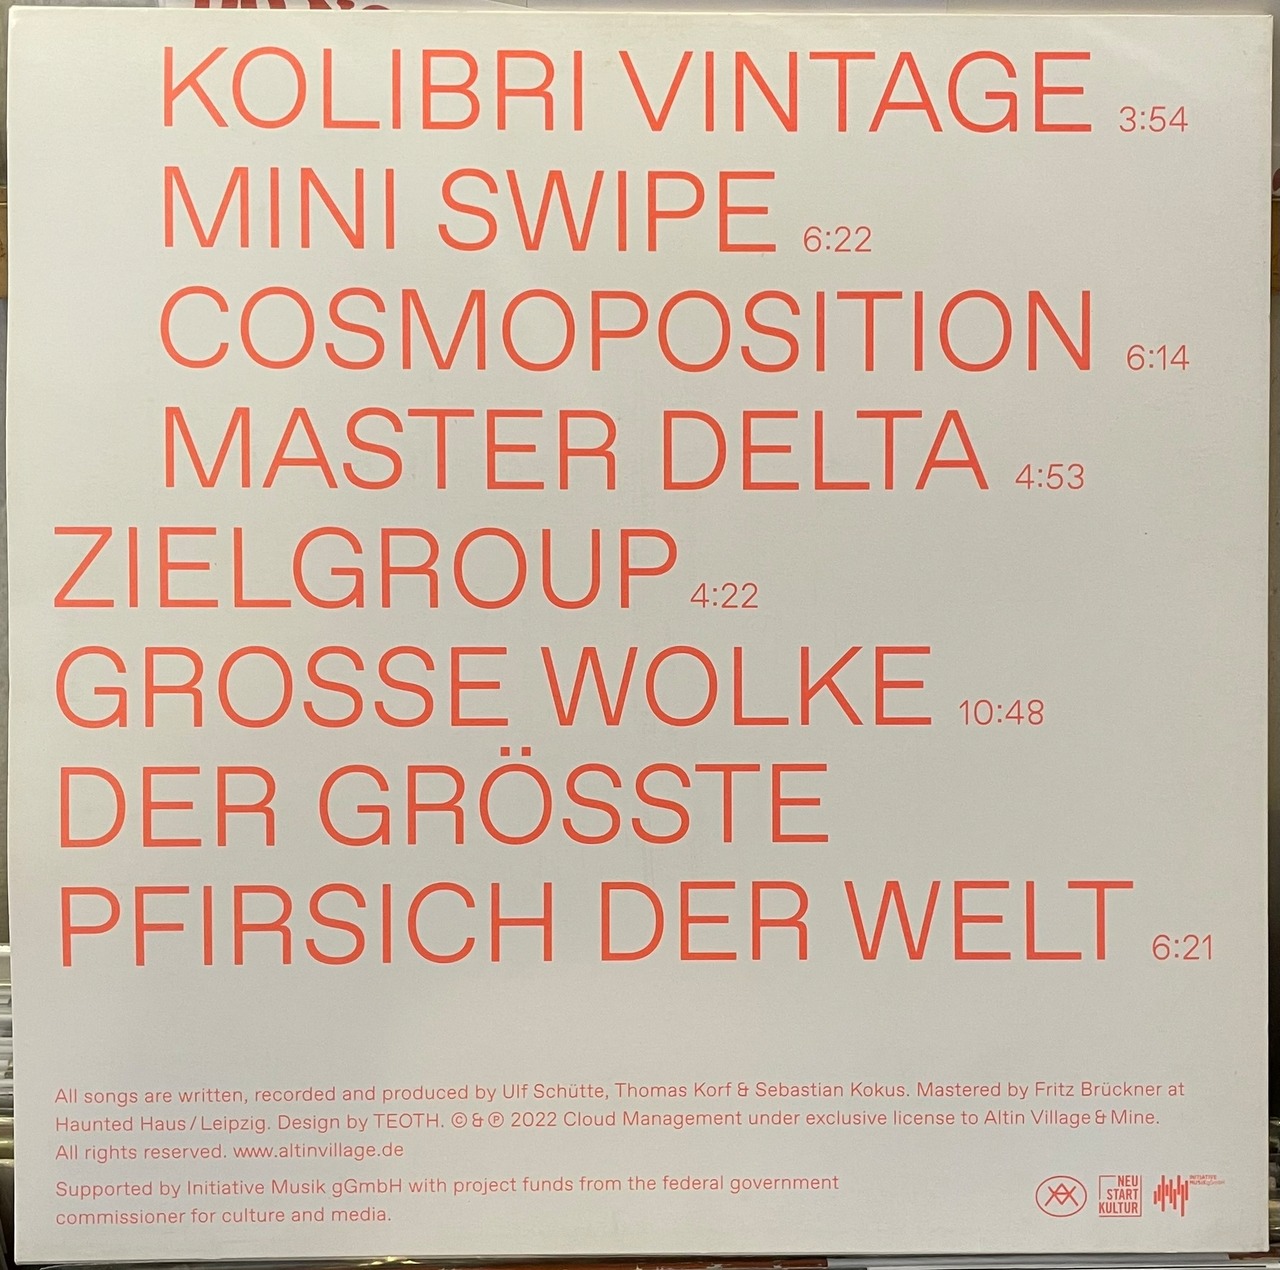 KOLIBRI VINTAGE 3:54
MINI SWIPE 6:22
COSMOPOSITION 6:14
MASTER DELTA 4:53
ZIELGROUP 4:22
GROSSE WOLKE 10:48
DER GRÖSSTE
PFIRSICH DER WELT 6:21
All songs are written, recorded and produced by Ulf Schütte, Thomas Korf & Sebastian Kokus. Mastered by Fritz Brückner at
Haunted Haus / Leipzig. Design by TEOTH. © & ℗ 2022 Cloud Management under exclusive license to Altin Village & Mine.
All rights reserved. www.altinvillage.de
Supported by Initiative Musik gGmbH with project funds from the federal government
commissioner for culture and media.
NEU
START
KULTUR
INITIATIVE
MUSIKgGmbH